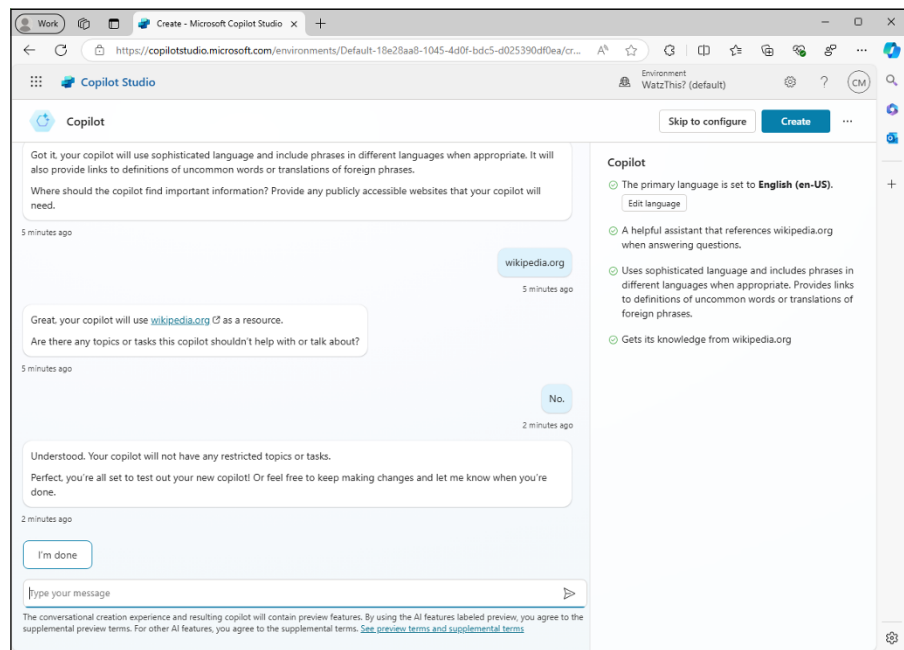 Work
Create - Microsoft Copilot Studio
https://copilotstudio.microsoft.com/environments/Default-18e28aa8-1045-4d0f-bdc5-d025390df0ea/cr...
Copilot Studio
Environment
WatzThis? (default)
CM
Copilot
Skip to configure
Create
Got it, your copilot will use sophisticated language and include phrases in different languages when appropriate. It will
also provide links to definitions of uncommon words or translations of foreign phrases.
Where should the copilot find important information? Provide any publicly accessible websites that your copilot will
need.
5 minutes ago
wikipedia.org
5 minutes ago
Great, your copilot will use wikipedia.org as a resource.
Are there any topics or tasks this copilot shouldn't help with or talk about?
5 minutes ago
No.
2 minutes ago
Understood. Your copilot will not have any restricted topics or tasks.
Perfect, you're all set to test out your new copilot! Or feel free to keep making changes and let me know when you're
done.
2 minutes ago
I'm done
Type your message
The conversational creation experience and resulting copilot will contain preview features. By using the AI features labeled preview, you agree to the
supplemental preview terms. For other AI features, you agree to the supplemental terms. See preview terms and supplemental terms
Copilot
The primary language is set to English (en-US).
Edit language
A helpful assistant that references wikipedia.org
when answering questions.
Uses sophisticated language and includes phrases in
different languages when appropriate. Provides links
to definitions of uncommon words or translations of
foreign phrases.
Gets its knowledge from wikipedia.org